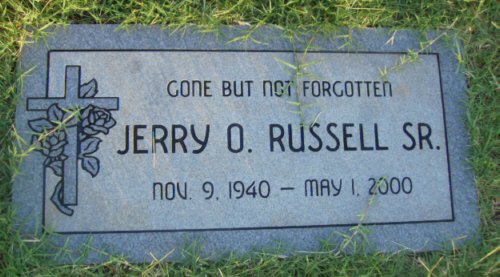 GONE BUT NOT FORGOTTEN
JERRY O. RUSSELL SR.
NOV. 9, 1940 — MAY 1, 2000